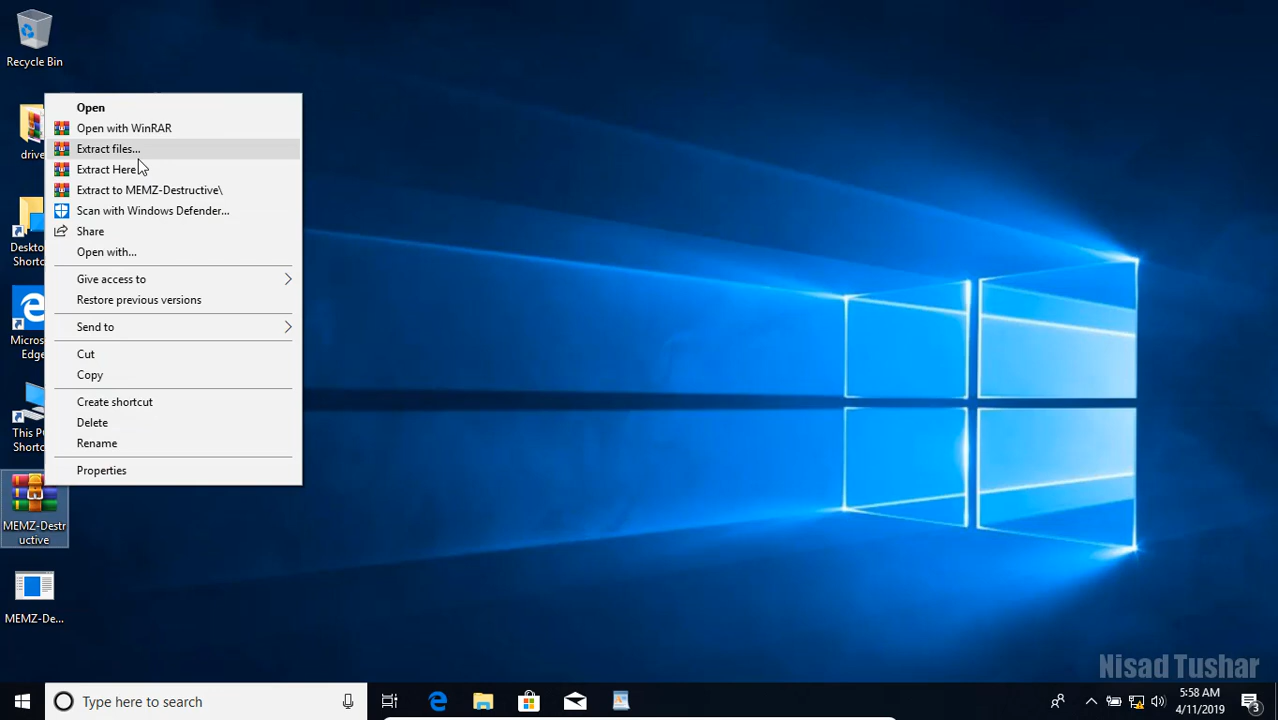 Recycle Bin
drive
Desktop
Shortc
Micros
Edge
This PC
Shortc
MEMZ-Destr
uctive
MEMZ-De...
Open
Open with WinRAR
Extract files...
Extract Here
Extract to MEMZ-Destructive\
Scan with Windows Defender...
Share
Open with...
Give access to
Restore previous versions
Send to
Cut
Copy
Create shortcut
Delete
Rename
Properties
Nisad Tushar
Type here to search
5:58 AM
4/11/2019
3